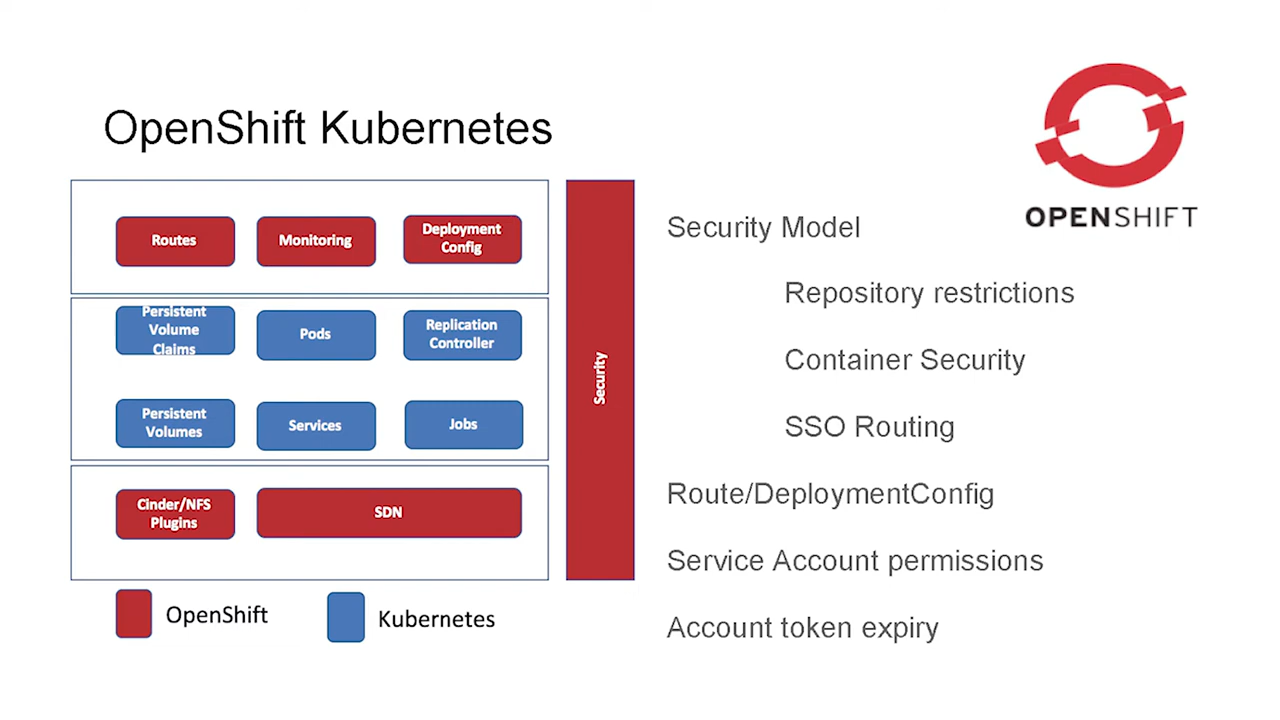 OpenShift Kubernetes
OPENSHIFT
Routes
Monitoring
Deployment
Config
Persistent
Volume
Claims
Pods
Replication
Controller
Persistent
Volumes
Services
Jobs
Cinder/NFS
Plugins
SDN
Security
OpenShift
Kubernetes
Security Model
Repository restrictions
Container Security
SSO Routing
Route/DeploymentConfig
Service Account permissions
Account token expiry